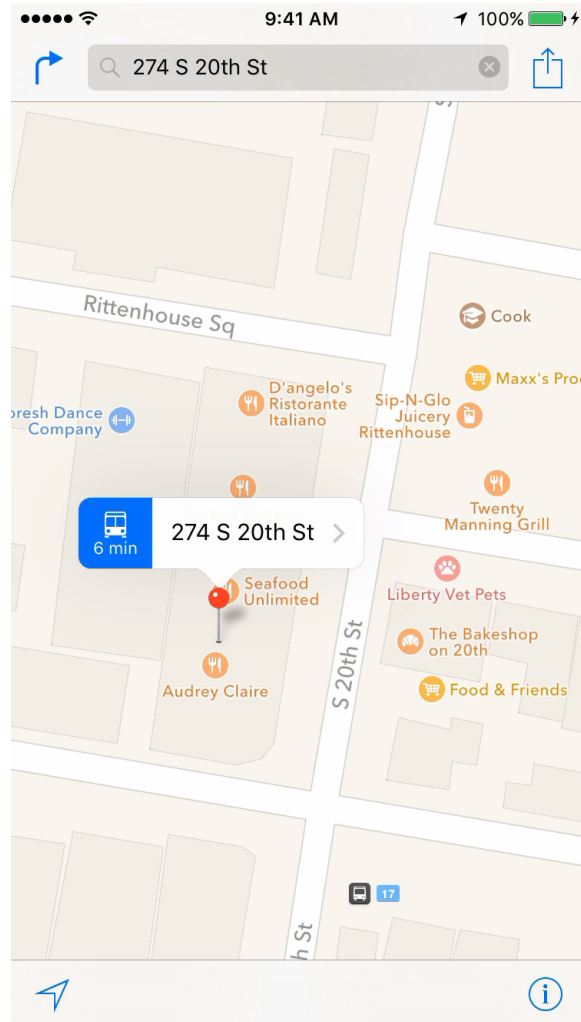 9:41 AM
100%
274 S 20th St
Rittenhouse Sq
Cook
Maxx's Pro
D'angelo's
Ristorante
Italiano
Sip-N-Glo
Juicery
Rittenhouse
Dance
Company
Twenty
Manning Grill
6 min
274 S 20th St
Seafood
Unlimited
Liberty Vet Pets
The Bakeshop
on 20th
S 20th St
Audrey Claire
Food & Friends
17
h St